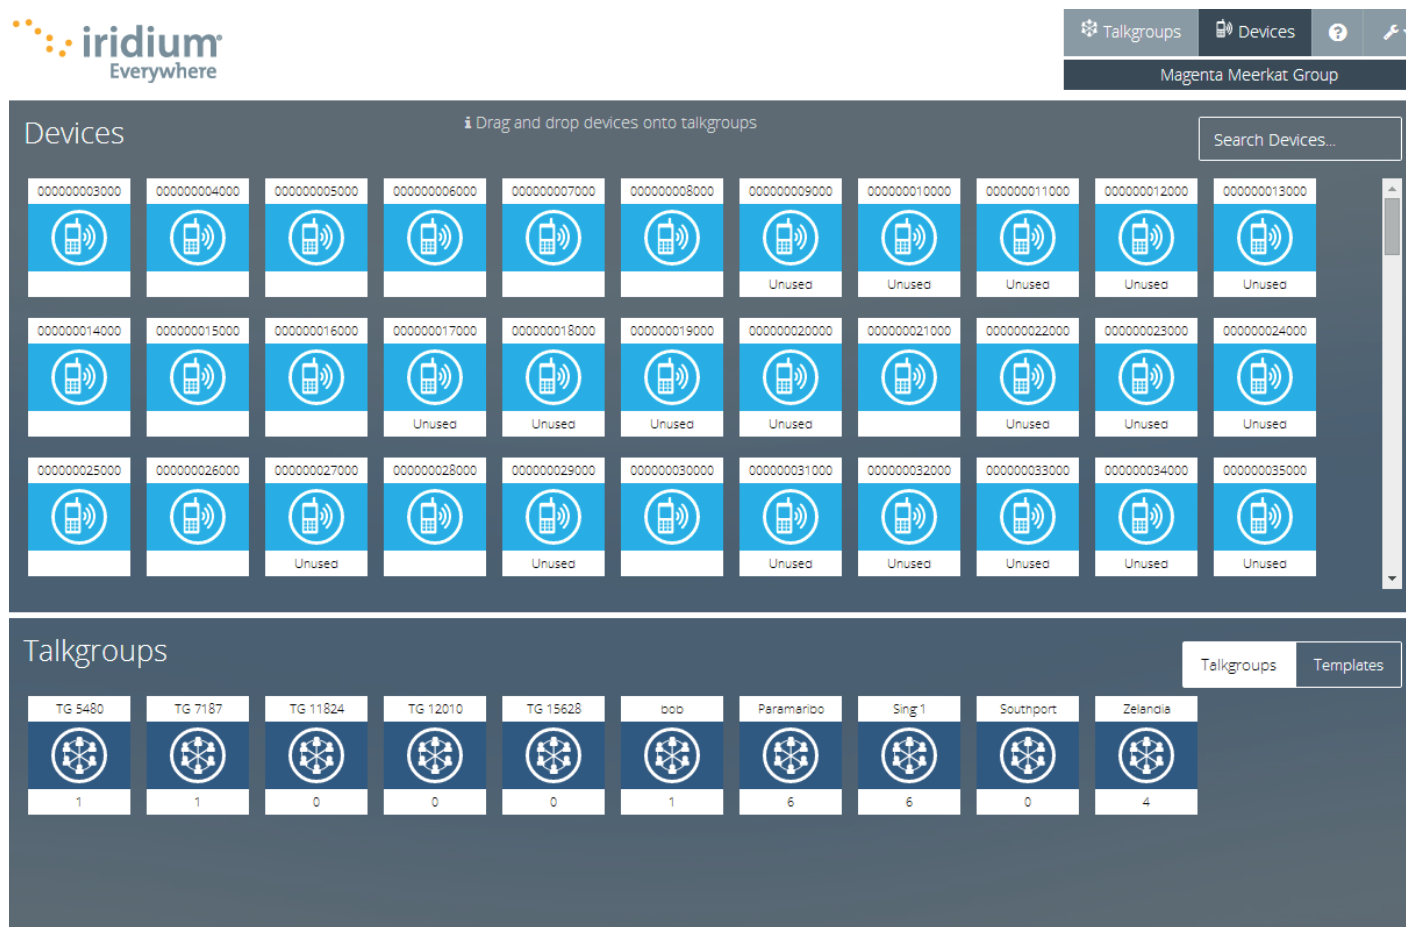 iridium
Everywhere
Talkgroups Devices ?
Magenta Meerkat Group
Devices
i Drag and drop devices onto talkgroups
Search Devices...
000000003000 000000004000 000000005000 000000006000 000000007000 000000008000 000000009000 000000010000 000000011000 000000012000 000000013000
Unused Unused Unused Unused Unused
000000014000 000000015000 000000016000 000000017000 000000018000 000000019000 000000020000 000000021000 000000022000 000000023000 000000024000
Unused Unused Unused Unused Unused Unused Unused
000000025000 000000026000 000000027000 000000028000 000000029000 000000030000 000000031000 000000032000 000000033000 000000034000 000000035000
Unused Unused Unused Unused Unused Unused Unused
Talkgroups
Talkgroups Templates
TG 5480 TG 7187 TG 11824 TG 12010 TG 15628 bob Paramaribo Sing 1 Southport Zelandia
1 1 0 0 0 1 6 6 0 4